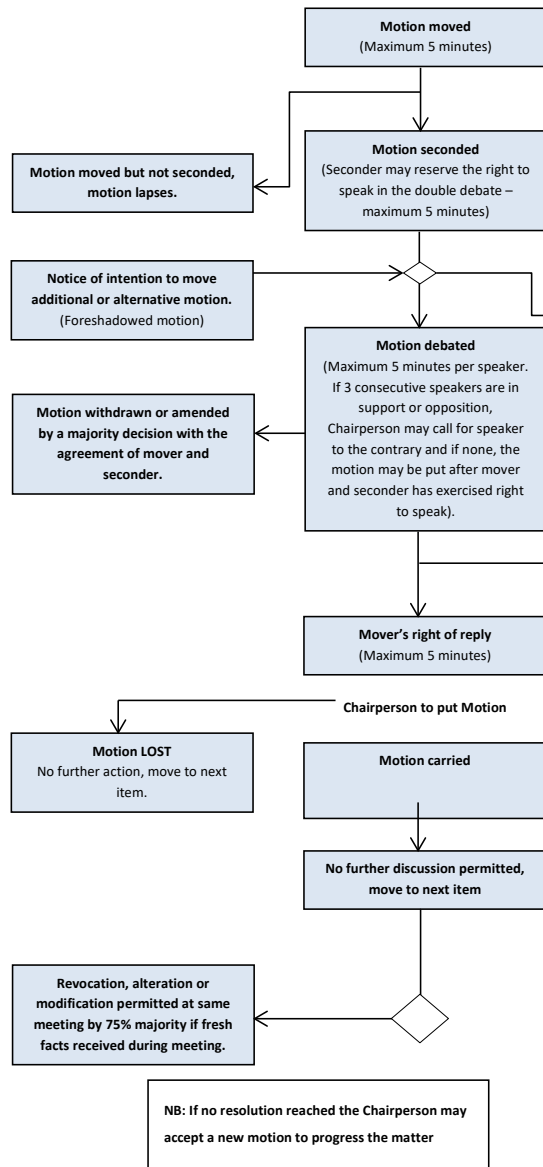 Motion moved
(Maximum 5 minutes)
Motion seconded
(Seconder may reserve the right to
speak in the double debate –
maximum 5 minutes)
Motion moved but not seconded,
motion lapses.
Notice of intention to move
additional or alternative motion.
(Foreshadowed motion)
Motion debated
(Maximum 5 minutes per speaker.
If 3 consecutive speakers are in
support or opposition,
Chairperson may call for speaker
to the contrary and if none, the
motion may be put after mover
and seconder has exercised right
to speak).
Motion withdrawn or amended
by a majority decision with the
agreement of mover and
seconder.
Mover’s right of reply
(Maximum 5 minutes)
Chairperson to put Motion
Motion LOST
No further action, move to next
item.
Motion carried
No further discussion permitted,
move to next item
Revocation, alteration or
modification permitted at same
meeting by 75% majority if fresh
facts received during meeting.
NB: If no resolution reached the Chairperson may
accept a new motion to progress the matter